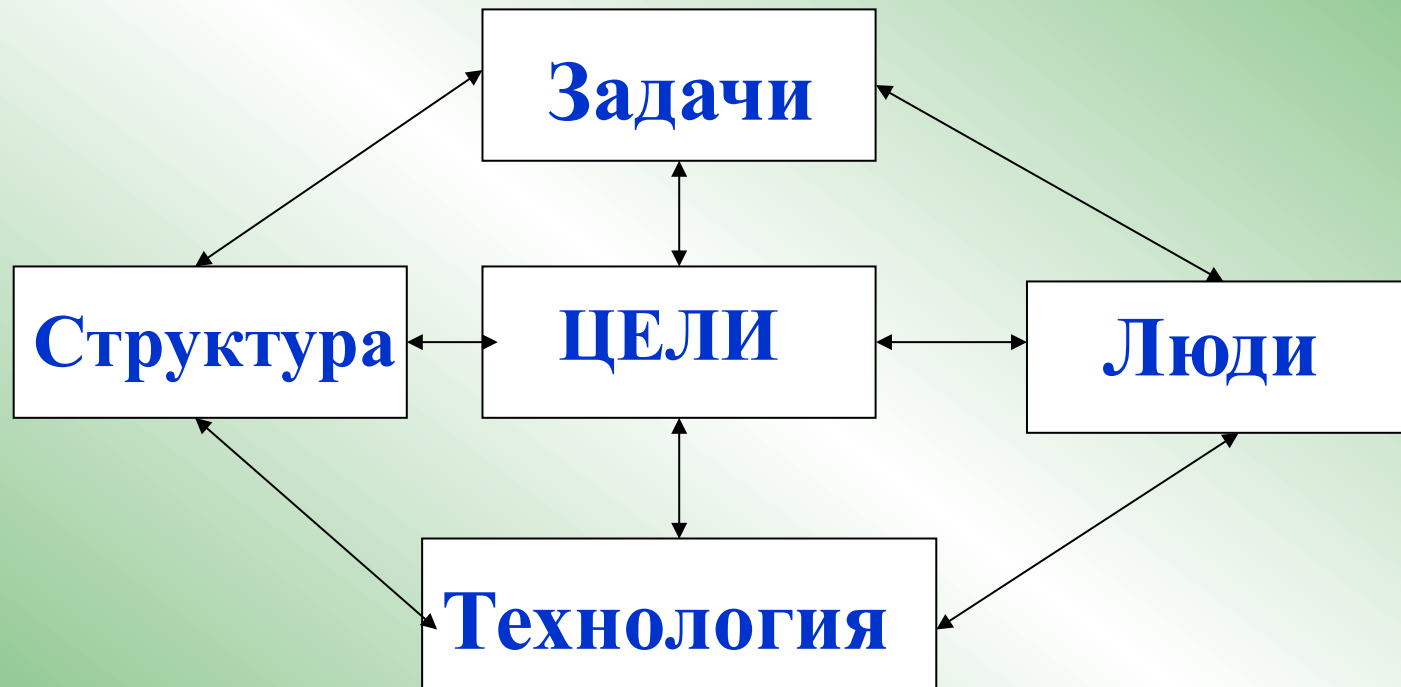 Задачи
Структура
ЦЕЛИ
Люди
Технология